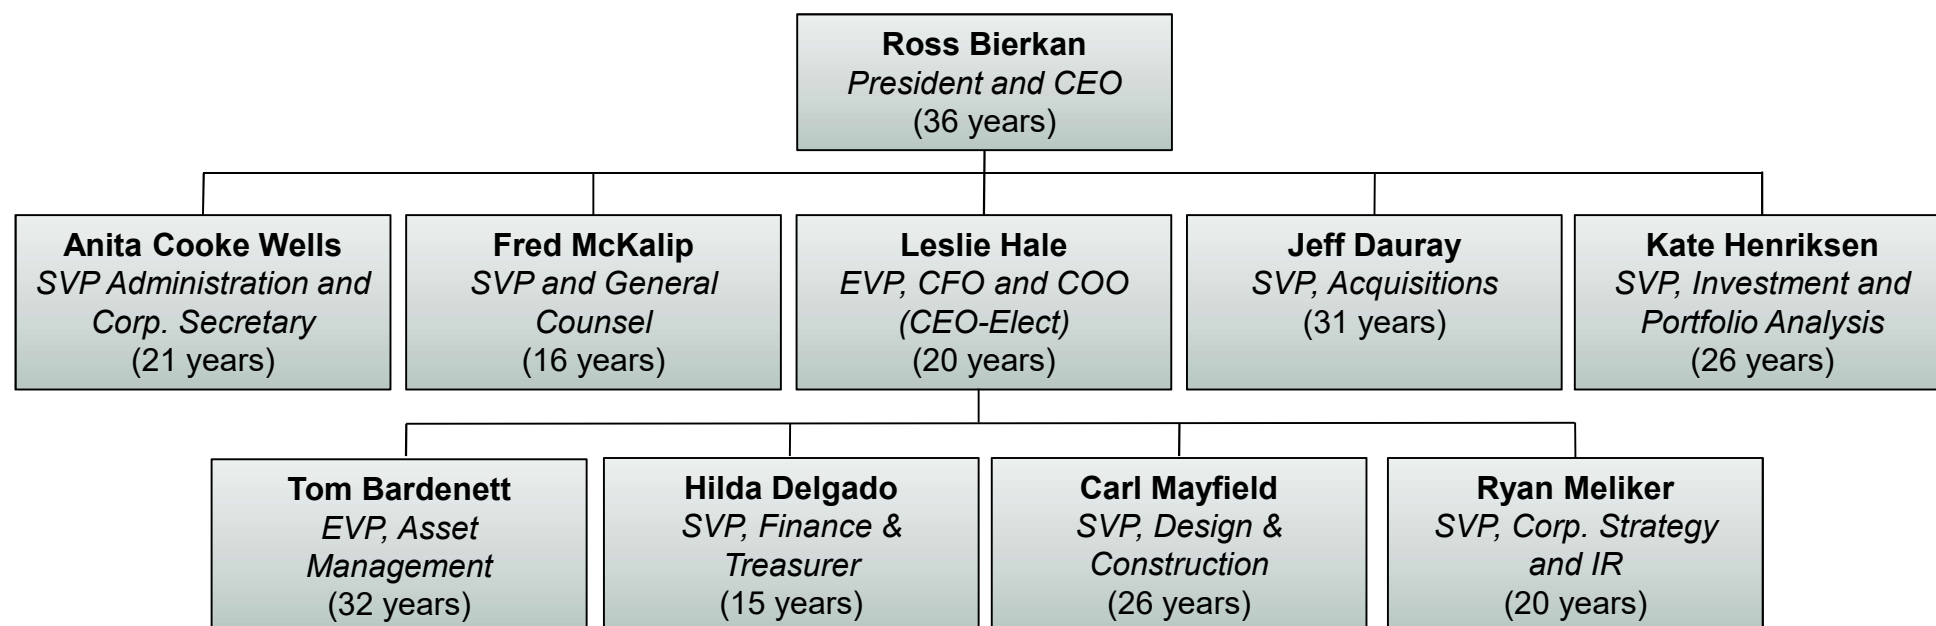 Ross Bierkan
President and CEO
(36 years)
Anita Cooke Wells
SVP Administration and
Corp. Secretary
(21 years)
Fred McKalip
SVP and General
Counsel
(16 years)
Leslie Hale
EVP, CFO and COO
(CEO-Elect)
(20 years)
Jeff Dauray
SVP, Acquisitions
(31 years)
Kate Henriksen
SVP, Investment and
Portfolio Analysis
(26 years)
Tom Bardenett
EVP, Asset
Management
(32 years)
Hilda Delgado
SVP, Finance &
Treasurer
(15 years)
Carl Mayfield
SVP, Design &
Construction
(26 years)
Ryan Meliker
SVP, Corp. Strategy
and IR
(20 years)